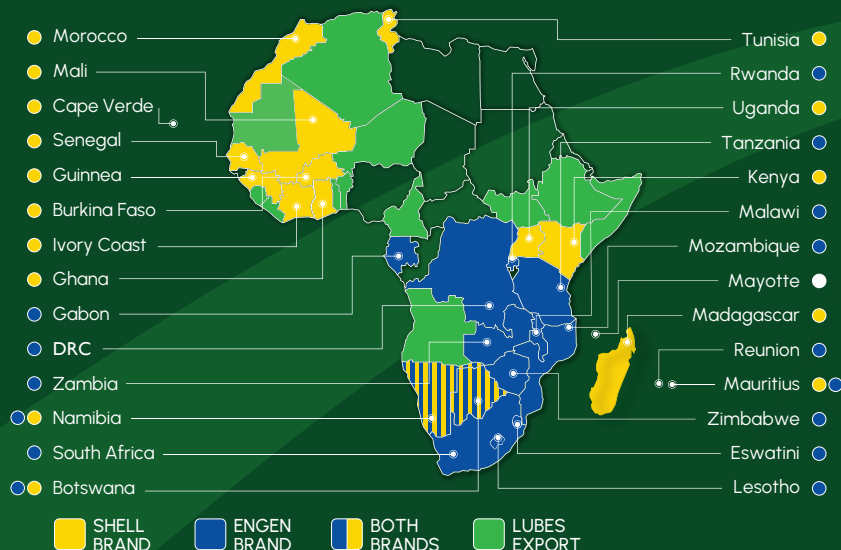 Morocco
Mali
Cape Verde
Senegal
Guinnea
Burkina Faso
Ivory Coast
Ghana
Gabon
DRC
Zambia
Namibia
South Africa
Botswana
Tunisia
Rwanda
Uganda
Tanzania
Kenya
Malawi
Mozambique
Mayotte
Madagascar
Reunion
Mauritius
Zimbabwe
Eswatini
Lesotho
SHELL
BRAND
ENGEN
BRAND
BOTH
BRANDS
LUBES
EXPORT